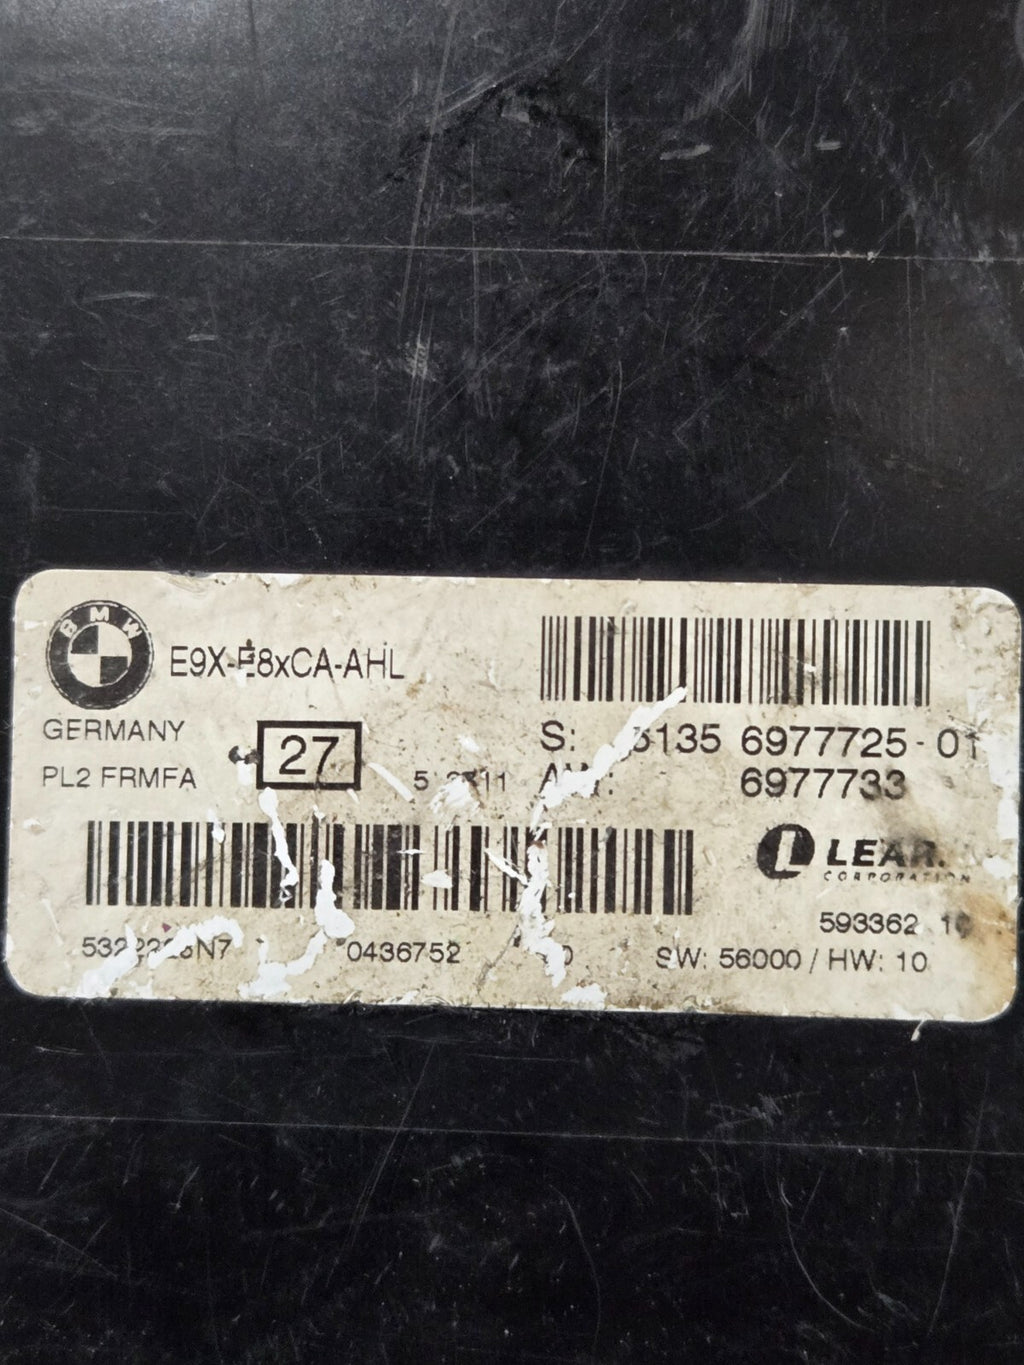 BMW
E9X-E8xCA-AHL
GERMANY
27
PL2 FRMFA
S: 6135 6977725-01
6977733
LEAR
CORPORATION
593362
0436752
SW: 56000 / HW: 10